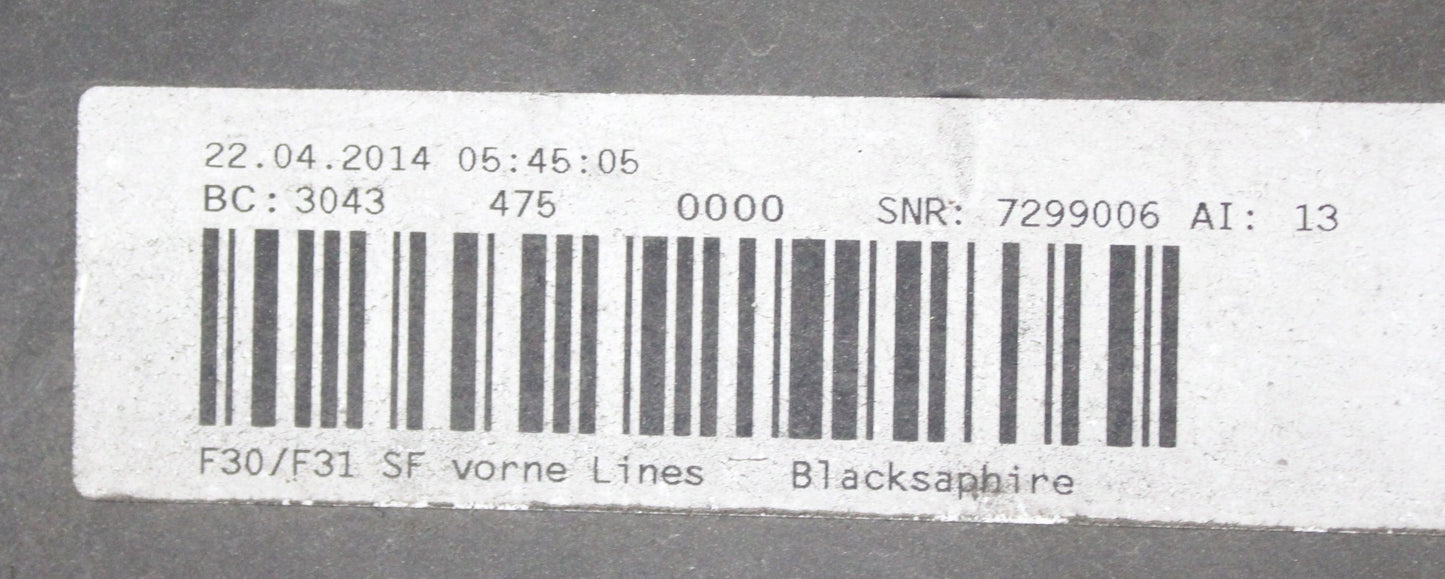 22.04.2014 05:45:05
BC: 3043 475 0000 SNR: 7299006 AI: 13
F30/F31 SF vorne Lines Blacksaphire